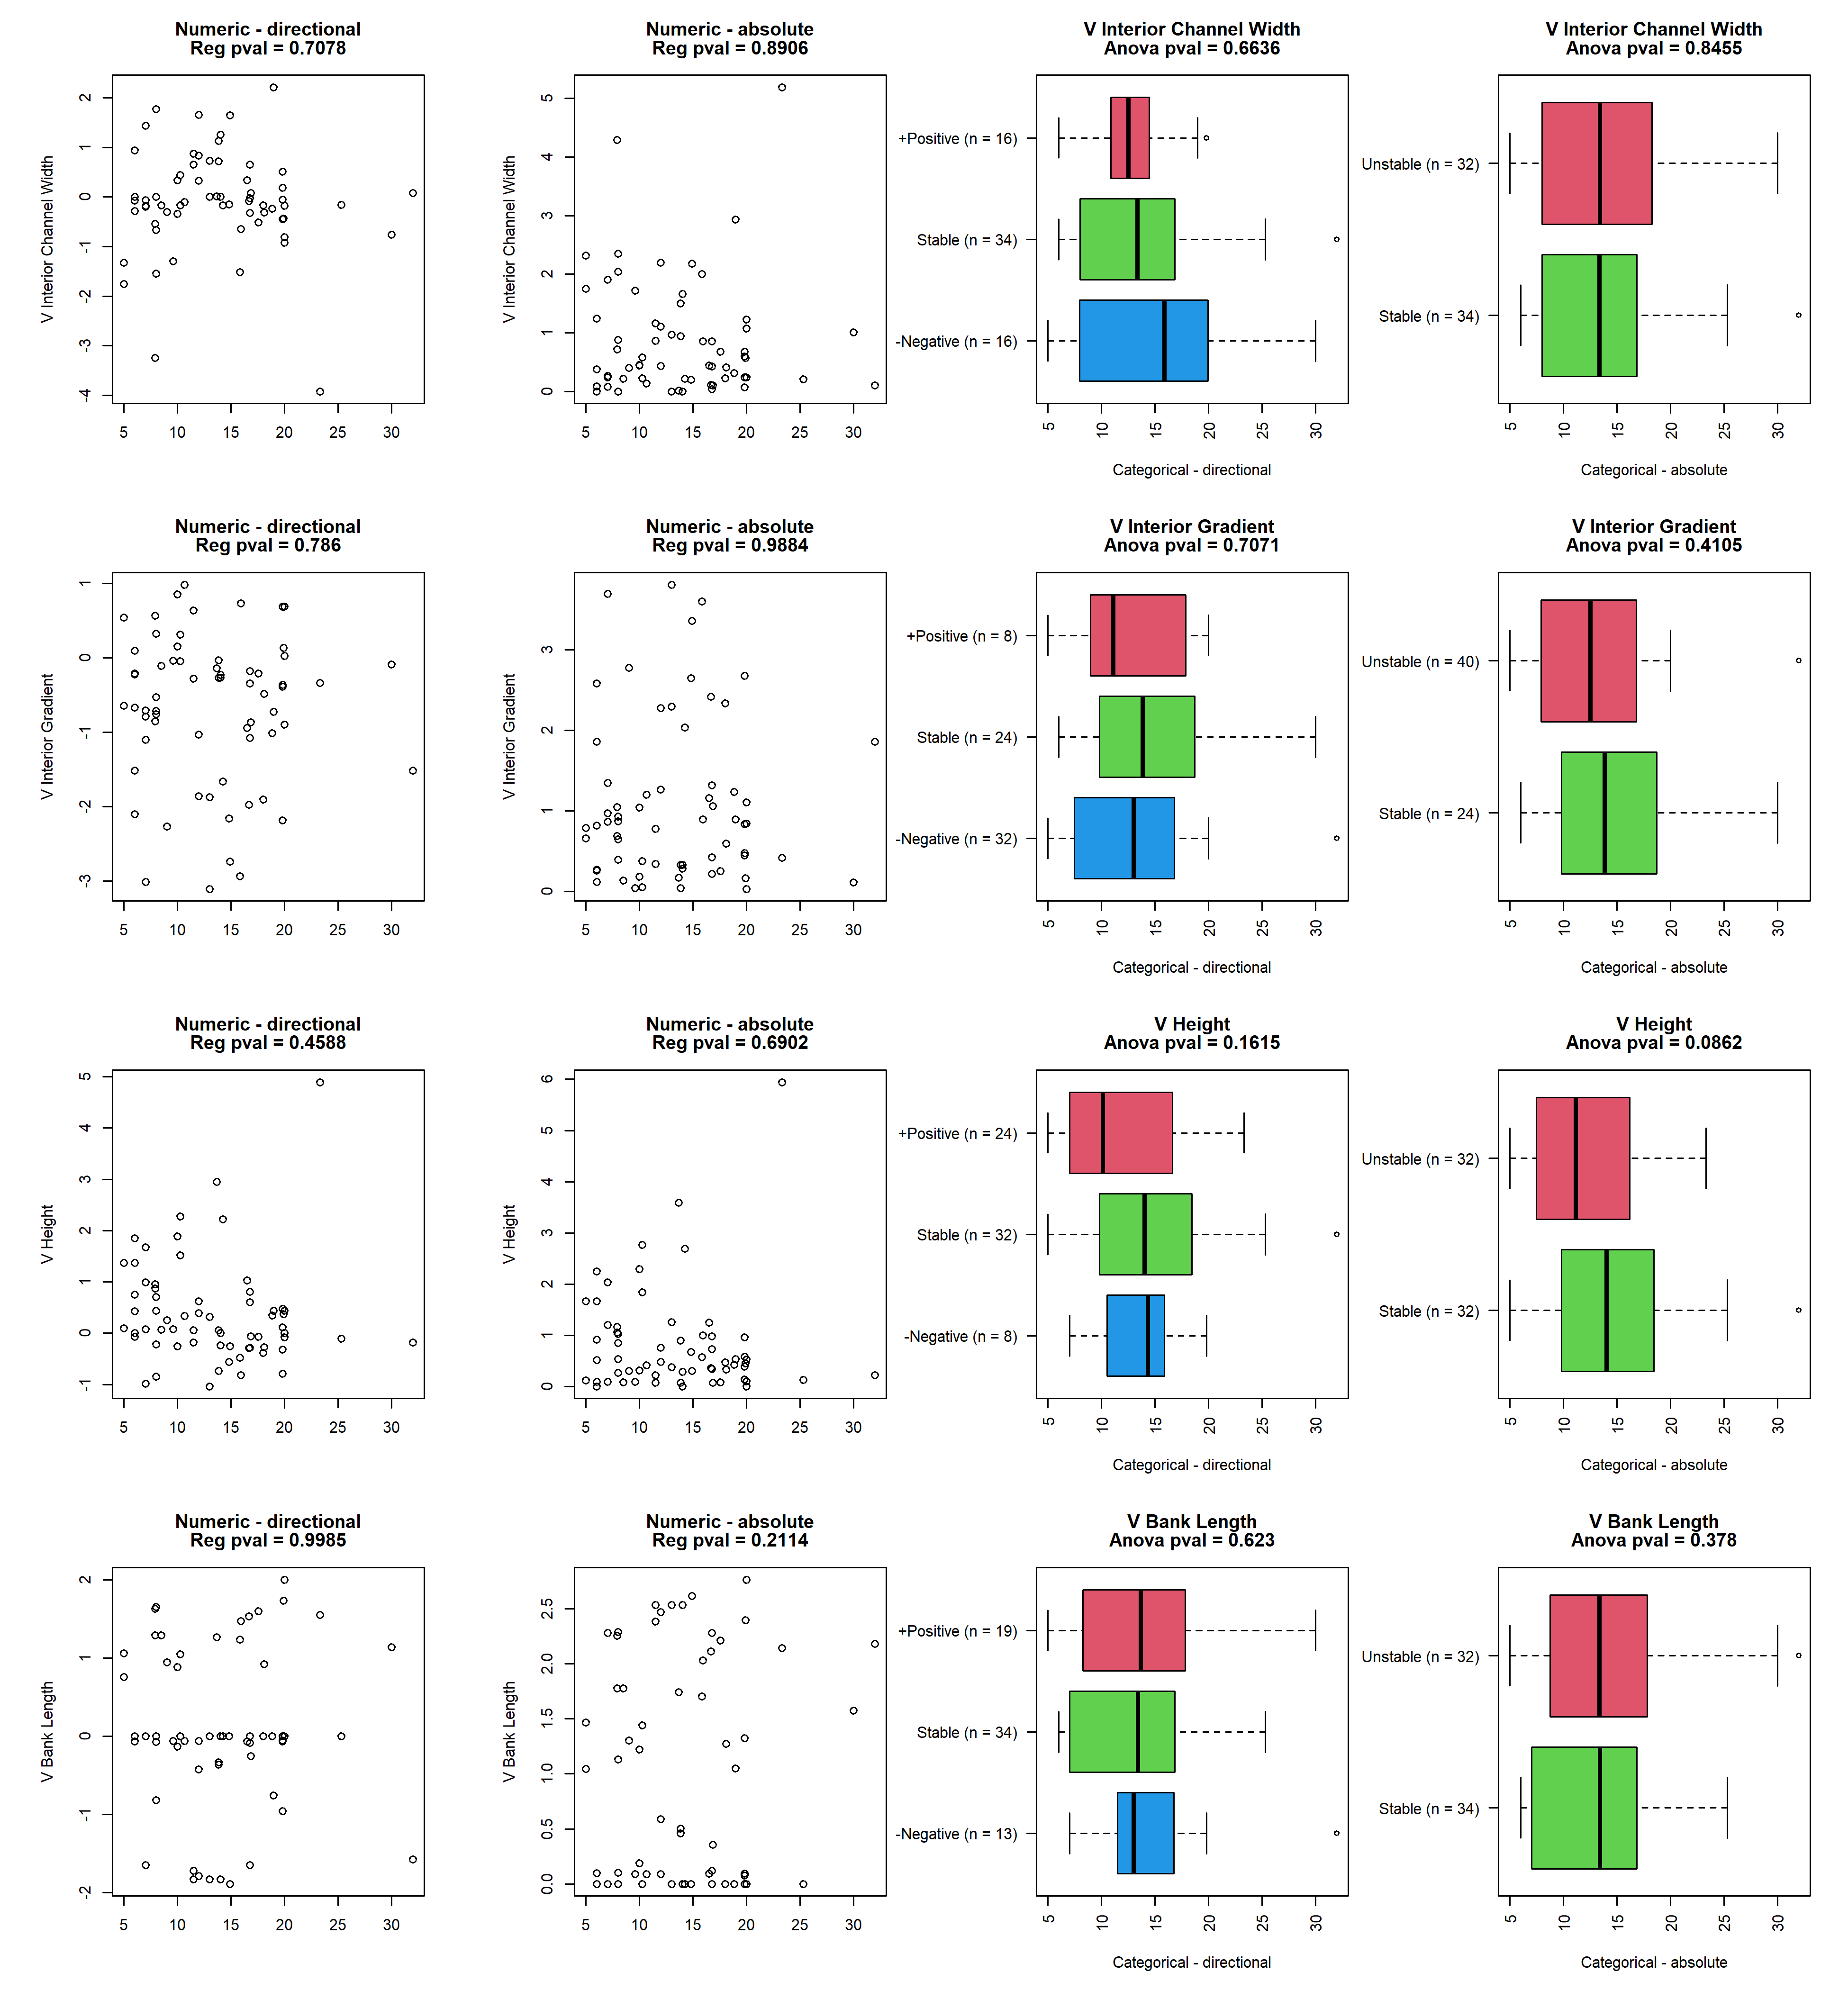 Numeric - directional
Reg pval = 0.7078
V Interior Channel Width
2
1
0
-1
-2
-3
-4
5 10 15 20 25 30
Numeric - absolute
Reg pval = 0.8906
V Interior Channel Width
5
4
3
2
1
0
5 10 15 20 25 30
V Interior Channel Width
Anova pval = 0.6636
+Positive (n = 16)
Stable (n = 34)
-Negative (n = 16)
5 10 15 20 25 30
Categorical - directional
V Interior Channel Width
Anova pval = 0.8455
Unstable (n = 32)
Stable (n = 34)
5 10 15 20 25 30
Categorical - absolute
Numeric - directional
Reg pval = 0.786
V Interior Gradient
1
0
-1
-2
-3
5 10 15 20 25 30
Numeric - absolute
Reg pval = 0.9884
V Interior Gradient
3
2
1
0
5 10 15 20 25 30
V Interior Gradient
Anova pval = 0.7071
+Positive (n = 8)
Stable (n = 24)
-Negative (n = 32)
5 10 15 20 25 30
Categorical - directional
V Interior Gradient
Anova pval = 0.4105
Unstable (n = 40)
Stable (n = 24)
5 10 15 20 25 30
Categorical - absolute
Numeric - directional
Reg pval = 0.4588
V Height
5
4
3
2
1
0
-1
5 10 15 20 25 30
Numeric - absolute
Reg pval = 0.6902
V Height
6
5
4
3
2
1
0
5 10 15 20 25 30
V Height
Anova pval = 0.1615
+Positive (n = 24)
Stable (n = 32)
-Negative (n = 8)
5 10 15 20 25 30
Categorical - directional
V Height
Anova pval = 0.0862
Unstable (n = 32)
Stable (n = 32)
5 10 15 20 25 30
Categorical - absolute
Numeric - directional
Reg pval = 0.9985
V Bank Length
2
1
0
-1
-2
5 10 15 20 25 30
Numeric - absolute
Reg pval = 0.2114
V Bank Length
2.5
2.0
1.5
1.0
0.5
0.0
5 10 15 20 25 30
V Bank Length
Anova pval = 0.623
+Positive (n = 19)
Stable (n = 34)
-Negative (n = 13)
5 10 15 20 25 30
Categorical - directional
V Bank Length
Anova pval = 0.378
Unstable (n = 32)
Stable (n = 34)
5 10 15 20 25 30
Categorical - absolute